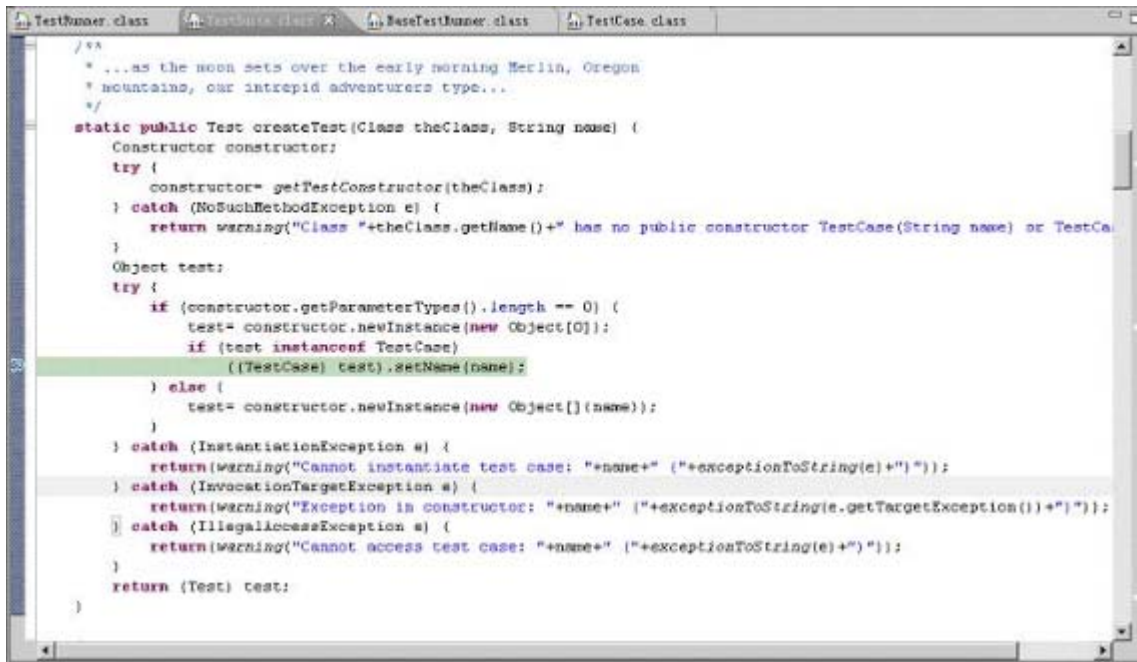 TestRunner.class TestSuite.class BaseTestRunner.class TestCase.class
/**
* ...as the moon sets over the early morning Merlin, Oregon
* mountains, our intrepid adventurers type...
*/
static public Test createTest(Class theClass, String name) {
Constructor constructor;
try {
constructor= getTestConstructor(theClass);
} catch (NoSuchMethodException e) {
return warning("Class "+theClass.getName()+" has no public constructor TestCase(String name) or TestCa
}
Object test;
try {
if (constructor.getParameterTypes().length == 0) {
test= constructor.newInstance(new Object[0]);
if (test instanceof TestCase)
((TestCase) test).setName(name);
} else {
test= constructor.newInstance(new Object[]{name});
}
} catch (InstantiationException e) {
return(warning("Cannot instantiate test case: "+name+" ("+exceptionToString(e)+")"));
} catch (InvocationTargetException e) {
return(warning("Exception in constructor: "+name+" ("+exceptionToString(e.getTargetException())+")"));
} catch (IllegalAccessException e) {
return(warning("Cannot access test case: "+name+" ("+exceptionToString(e)+")"));
}
return (Test) test;
}